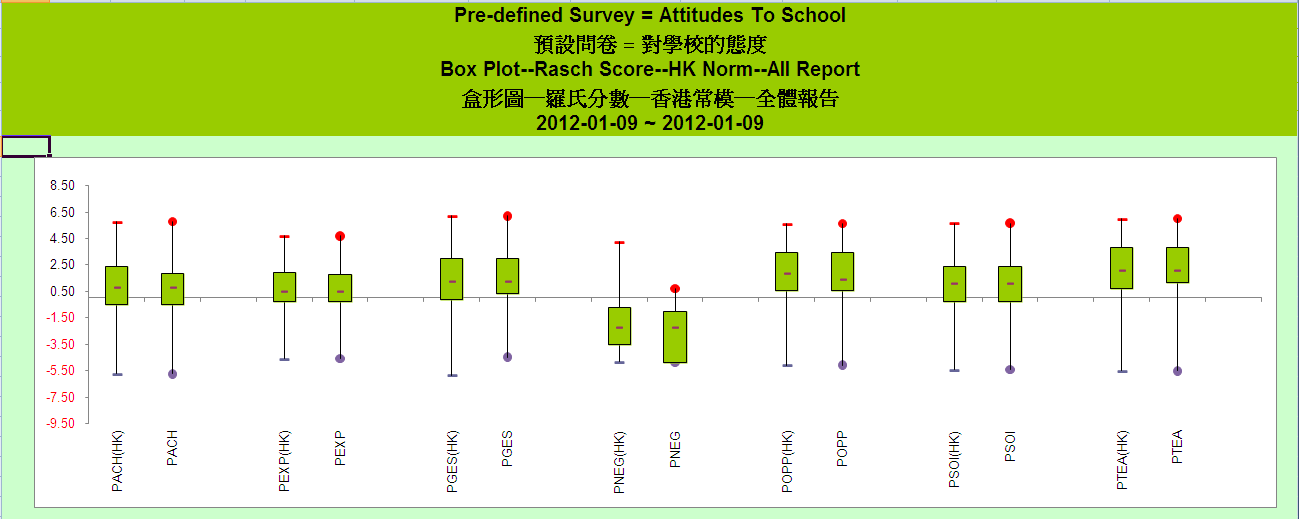 Pre-defined Survey = Attitudes To School
預設問卷 = 對學校的態度
Box Plot--Rasch Score--HK Norm--All Report
盒形圖─羅氏分數─香港常模─全體報告
2012-01-09 ~ 2012-01-09
8.50
6.50
4.50
2.50
0.50
-1.50
-3.50
-5.50
-7.50
-9.50
PACH(HK)
PACH
PEXP(HK)
PEXP
PGES(HK)
PGES
PNEG(HK)
PNEG
POPP(HK)
POPP
PSOI(HK)
PSOI
PTEA(HK)
PTEA